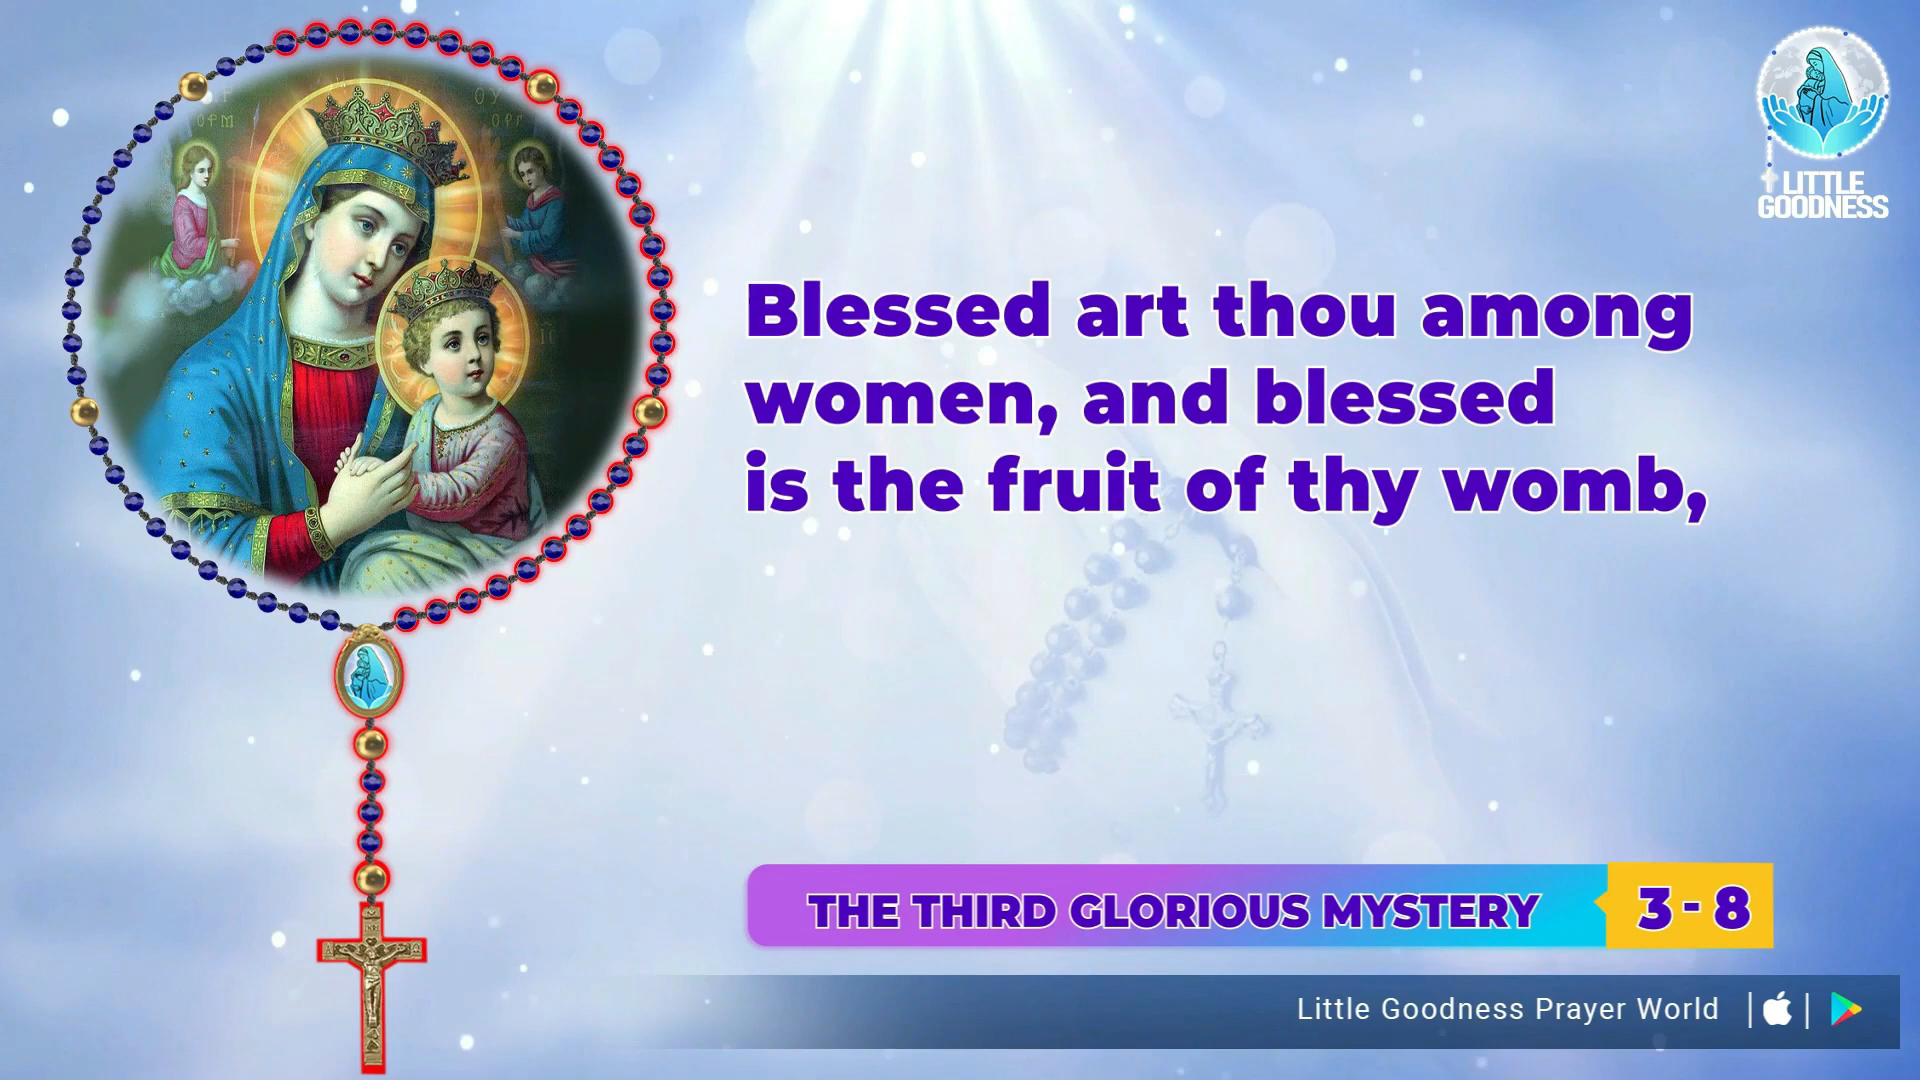 LITTLE
GOODNESS
Blessed art thou among
women, and blessed
is the fruit of thy womb,
THE THIRD GLORIOUS MYSTERY
3 - 8
Little Goodness Prayer World
INRI